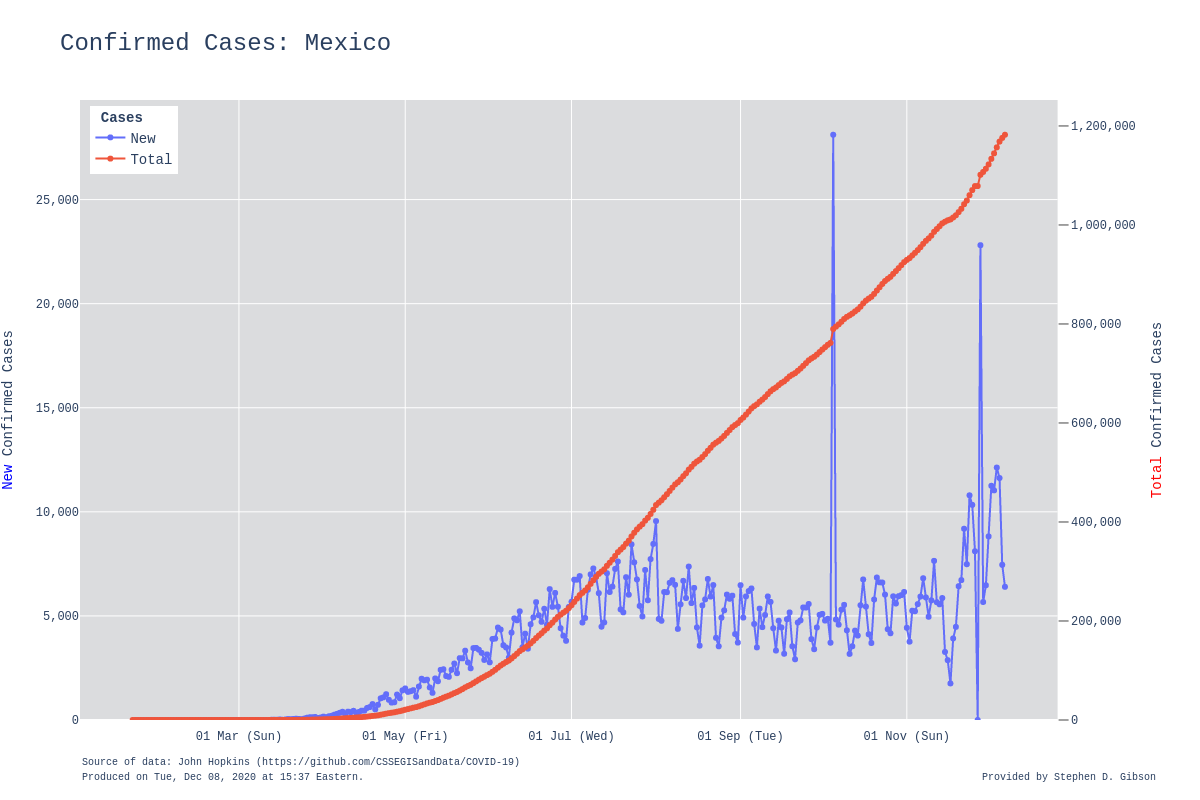 Confirmed Cases: Mexico
Cases
New
Total
25,000
20,000
15,000
10,000
5,000
0
New Confirmed Cases
1,200,000
1,000,000
800,000
600,000
400,000
200,000
0
Total Confirmed Cases
01 Mar (Sun)
01 May (Fri)
01 Jul (Wed)
01 Sep (Tue)
01 Nov (Sun)
Source of data: John Hopkins (https://github.com/CSSEGISandData/COVID-19)
Produced on Tue, Dec 08, 2020 at 15:37 Eastern.
Provided by Stephen D. Gibson